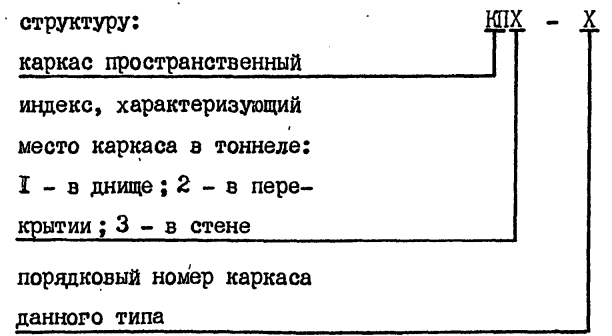 структуру: КПХ - Х
каркас пространственный
индекс, характеризующий
место каркаса в тоннеле:
I - в днище; 2 - в пере-
крытии; 3 - в стене
порядковый номер каркаса
данного типа